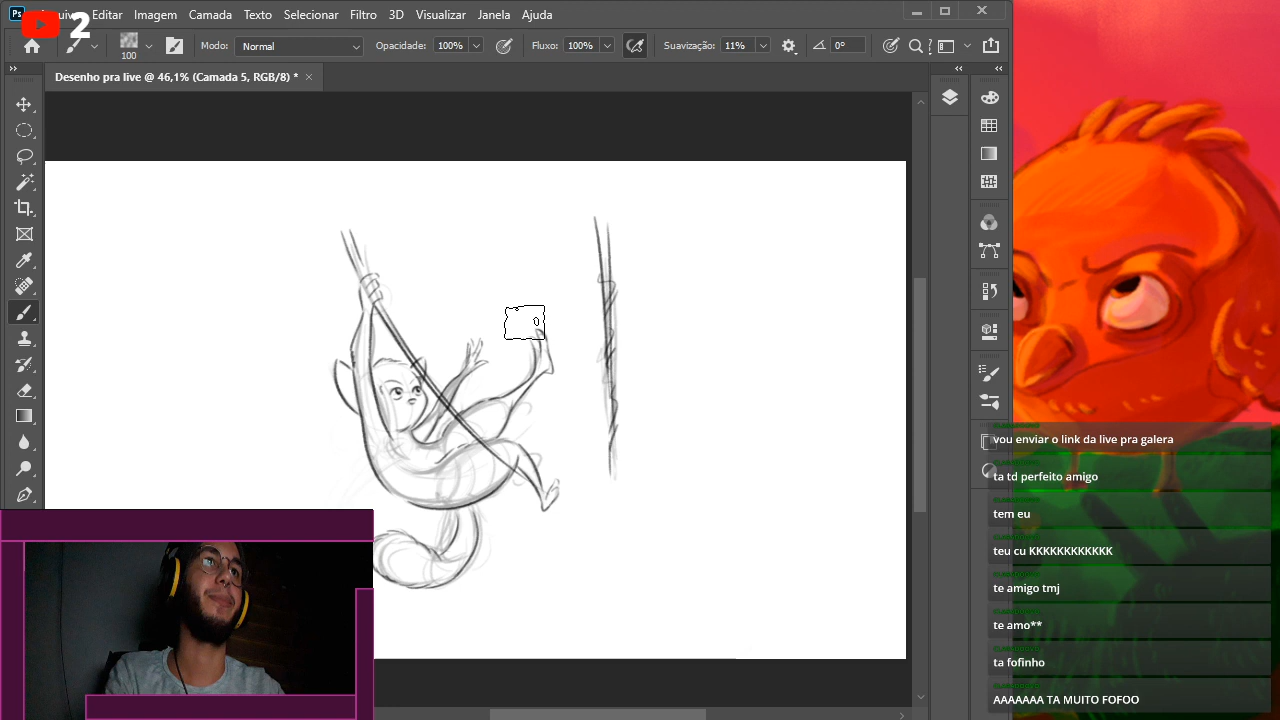 Ps Arquivo Editar Imagem Camada Texto Selecionar Filtro 3D Visualizar Janela Ajuda
2
100 Modo: Normal Opacidade: 100% Fluxo: 100% Suavização: 11% 0°
Desenho pra live @ 46,1% (Camada 5, RGB/8) * ×
vou enviar o link da live pra galera
ta td perfeito amigo
tem eu
teu cu KKKKKKKKKKKK
te amigo tmj
te amo**
ta fofinho
AAAAAAA TA MUITO FOFOO